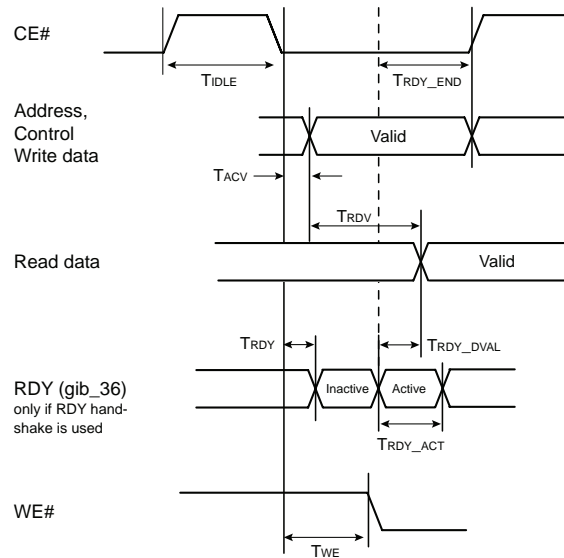 CE#
TIDLE
TRDY_END
Address,
Control
Write data
Valid
TACV
TRDV
Read data
Valid
TRDY
TRDY_DVAL
RDY (gib_36)
only if RDY hand-
shake is used
Inactive
Active
TRDY_ACT
WE#
TWE